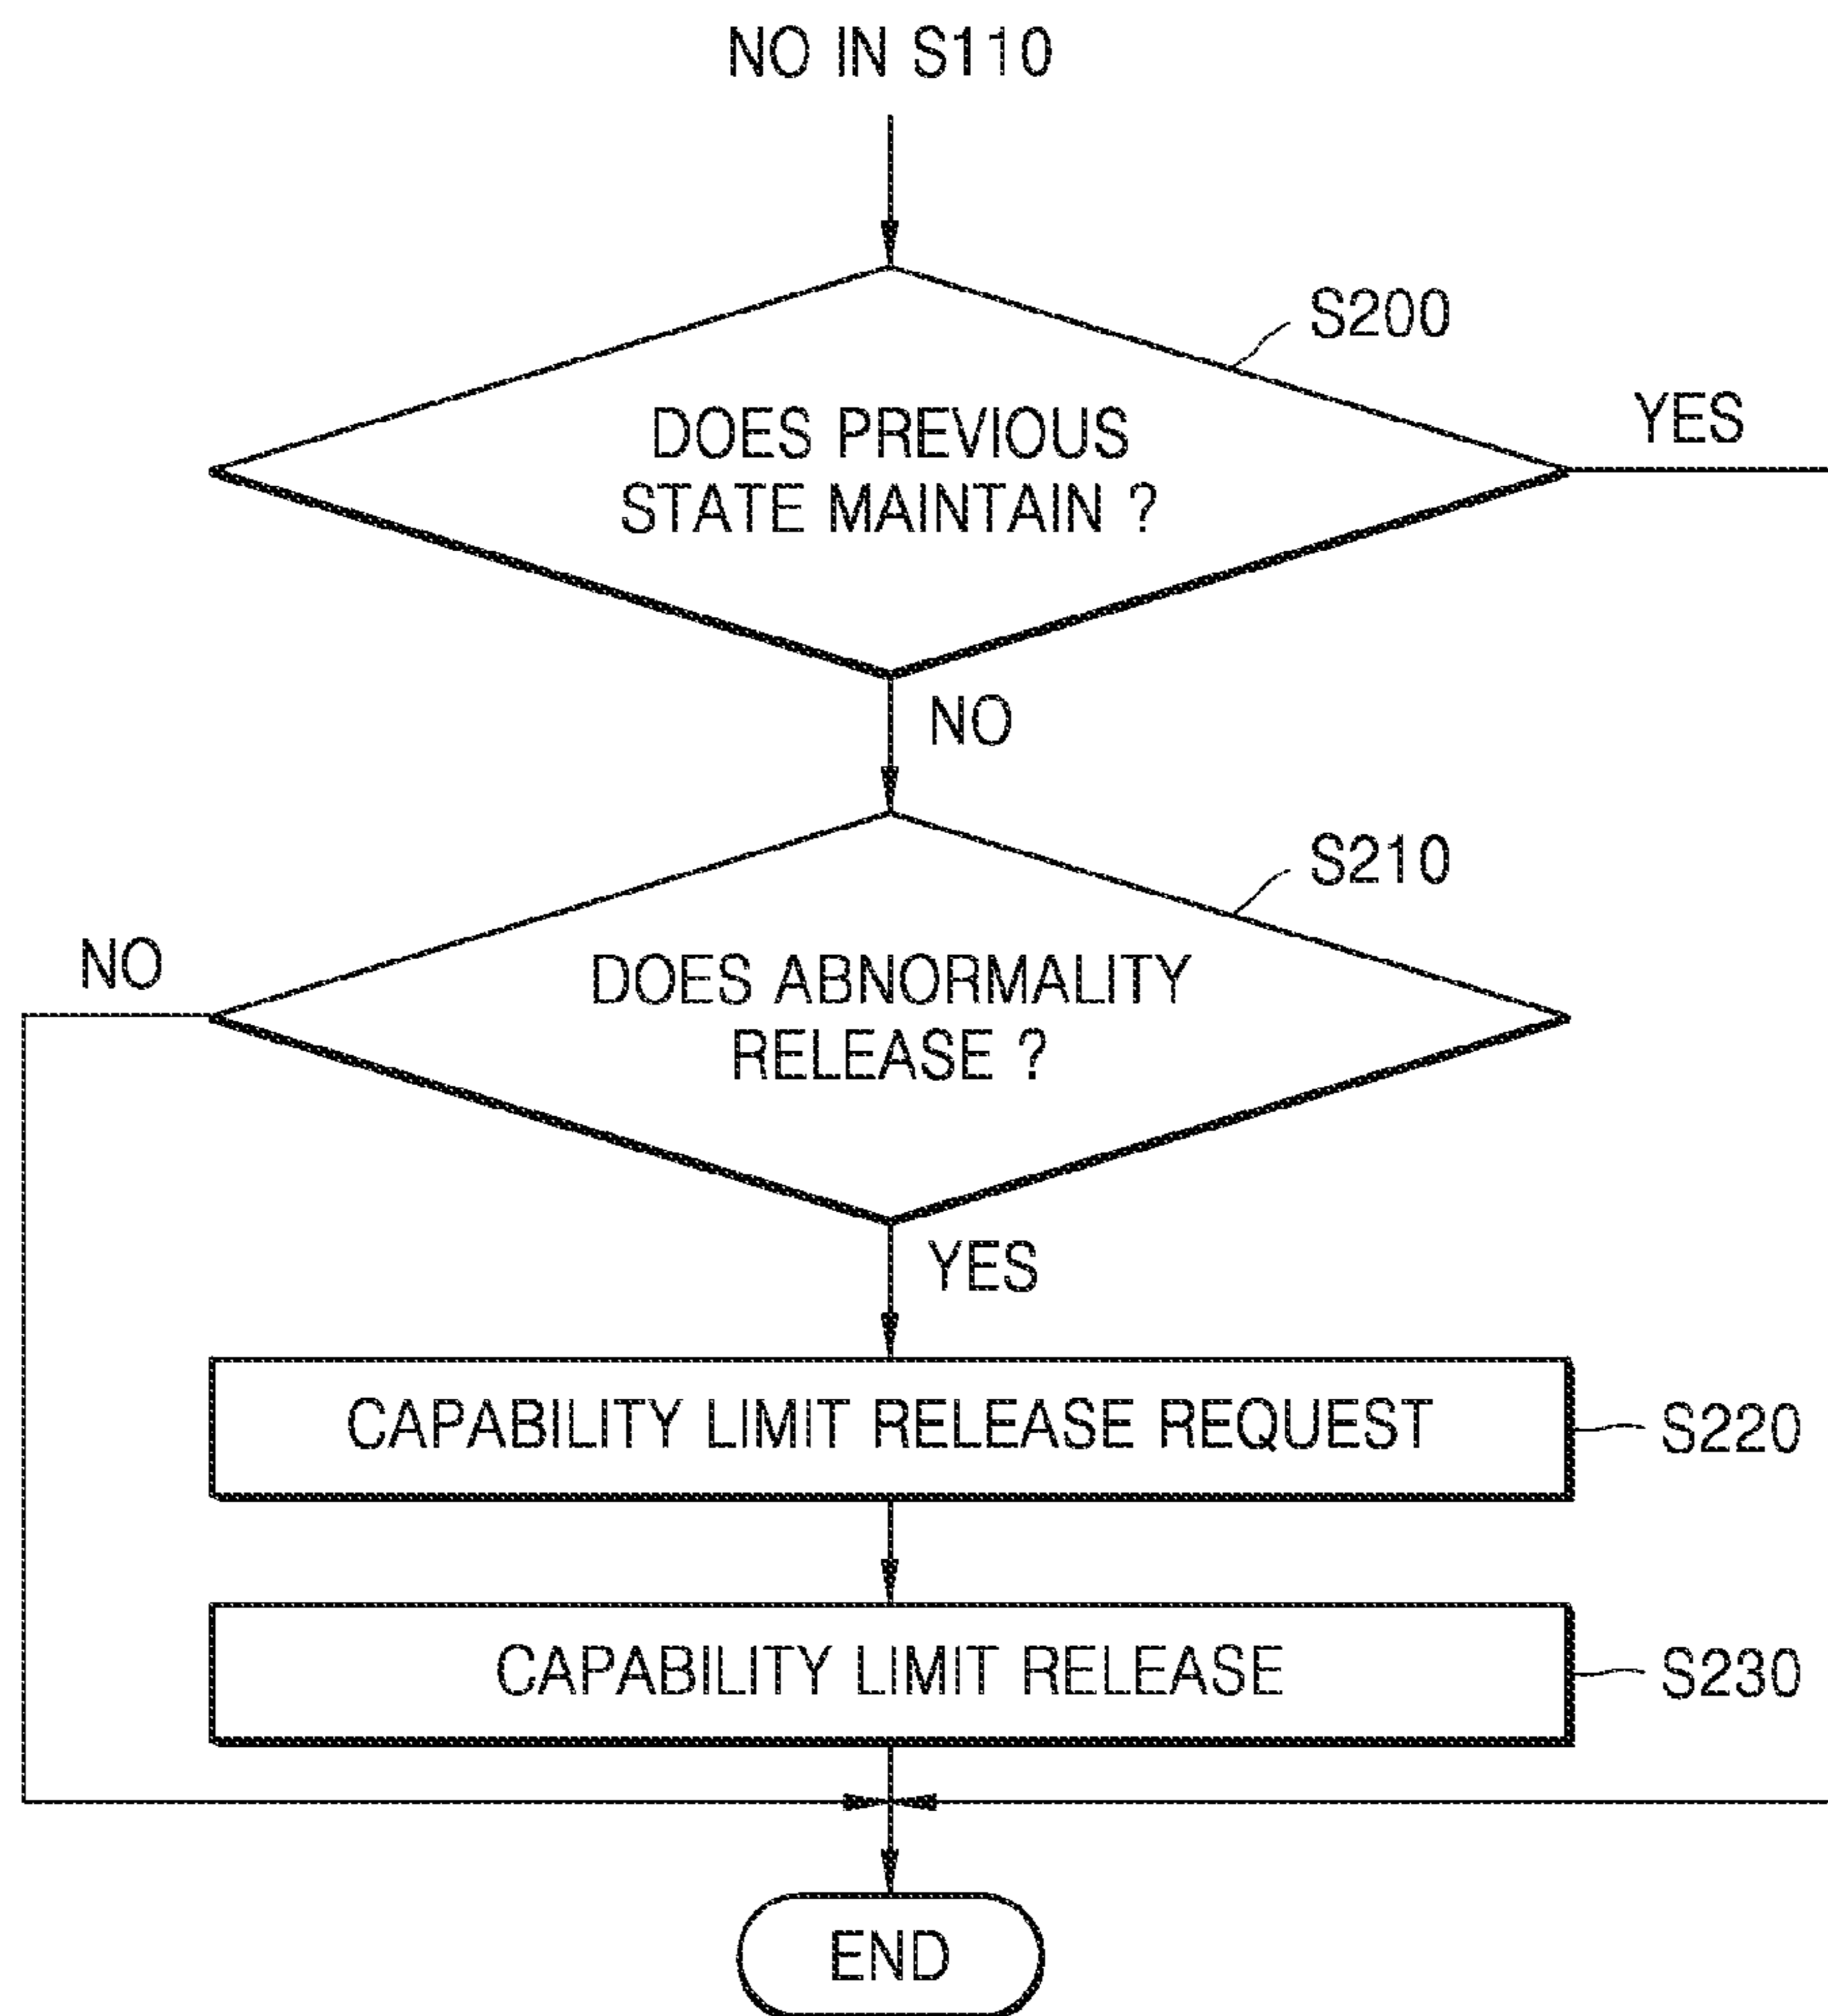 NO IN S110
S200
DOES PREVIOUS
STATE MAINTAIN ?
YES
NO
S210
DOES ABNORMALITY
RELEASE ?
NO
YES
CAPABILITY LIMIT RELEASE REQUEST
S220
CAPABILITY LIMIT RELEASE
S230
END